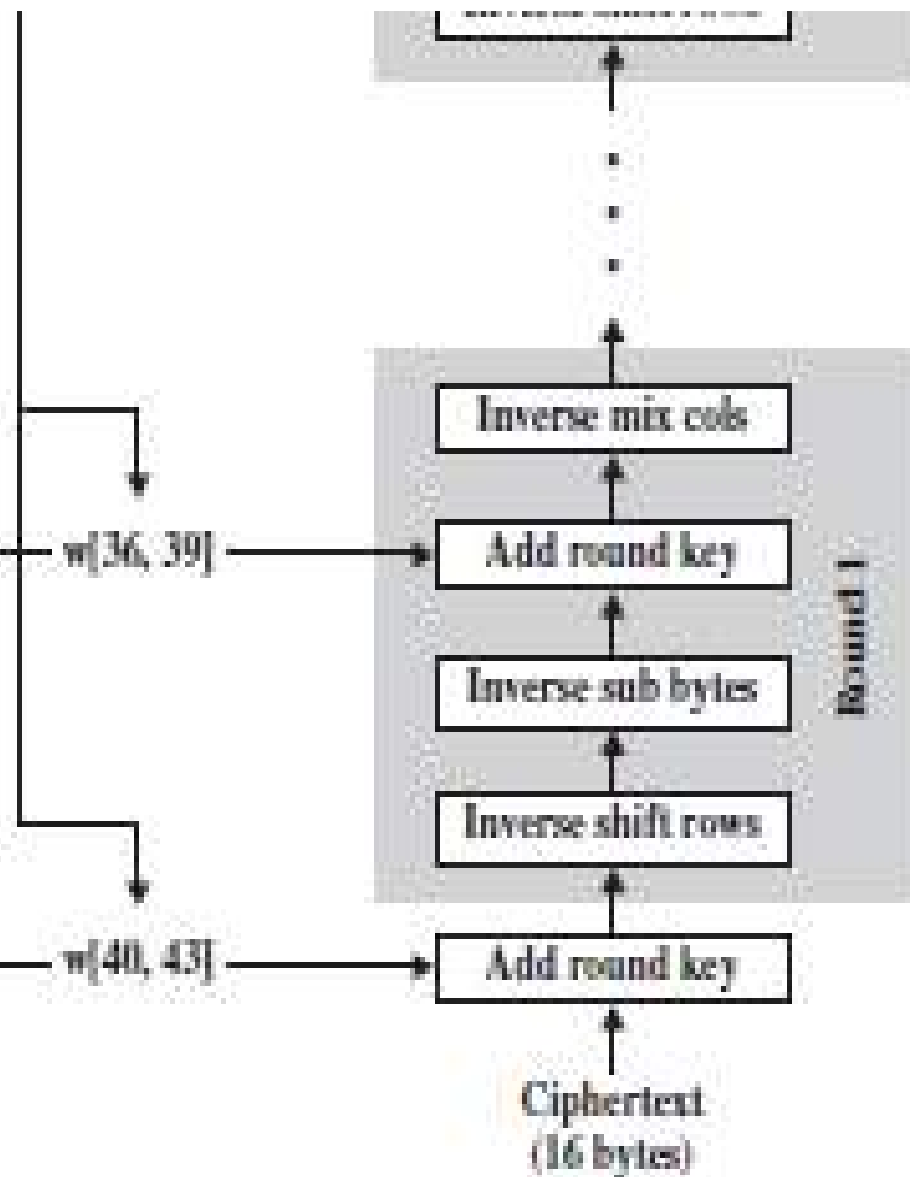 Inverse mix cols
w[36, 39]
Add round key
Round 1
Inverse sub bytes
Inverse shift rows
w[40, 43]
Add round key
Ciphertext
(16 bytes)